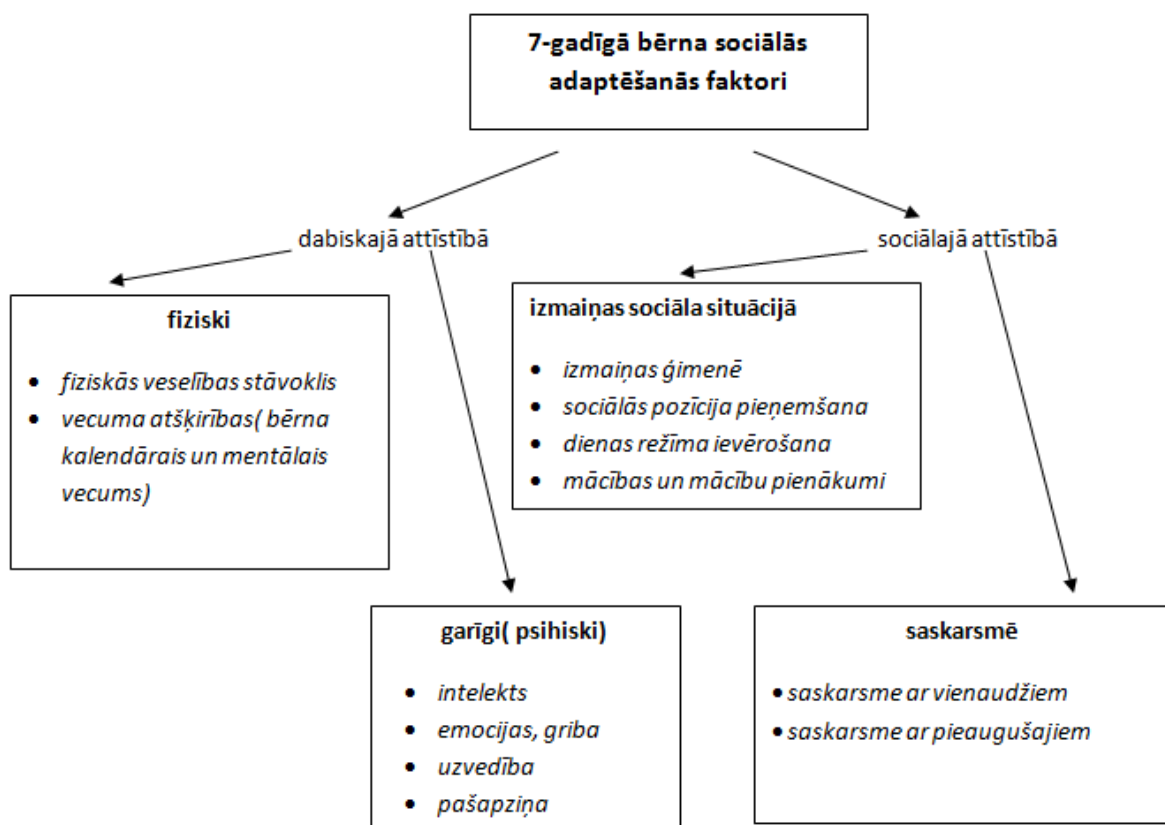 7-gadīgā bērna sociālās
adaptēšanās faktori
dabiskajā attīstībā
sociālajā attīstībā
fiziski
• fiziskās veselības stāvoklis
• vecuma atšķirības( bērna
kalendārais un mentālais
vecums)
izmaiņas sociāla situācijā
• izmaiņas ģimenē
• sociālās pozīcija pieņemšana
• dienas režīma ievērošana
• mācības un mācību pienākumi
garīgi( psihiski)
• intelekts
• emocijas, griba
• uzvedība
• pašapziņa
saskarsmē
• saskarsme ar vienaudžiem
• saskarsme ar pieaugušajiem